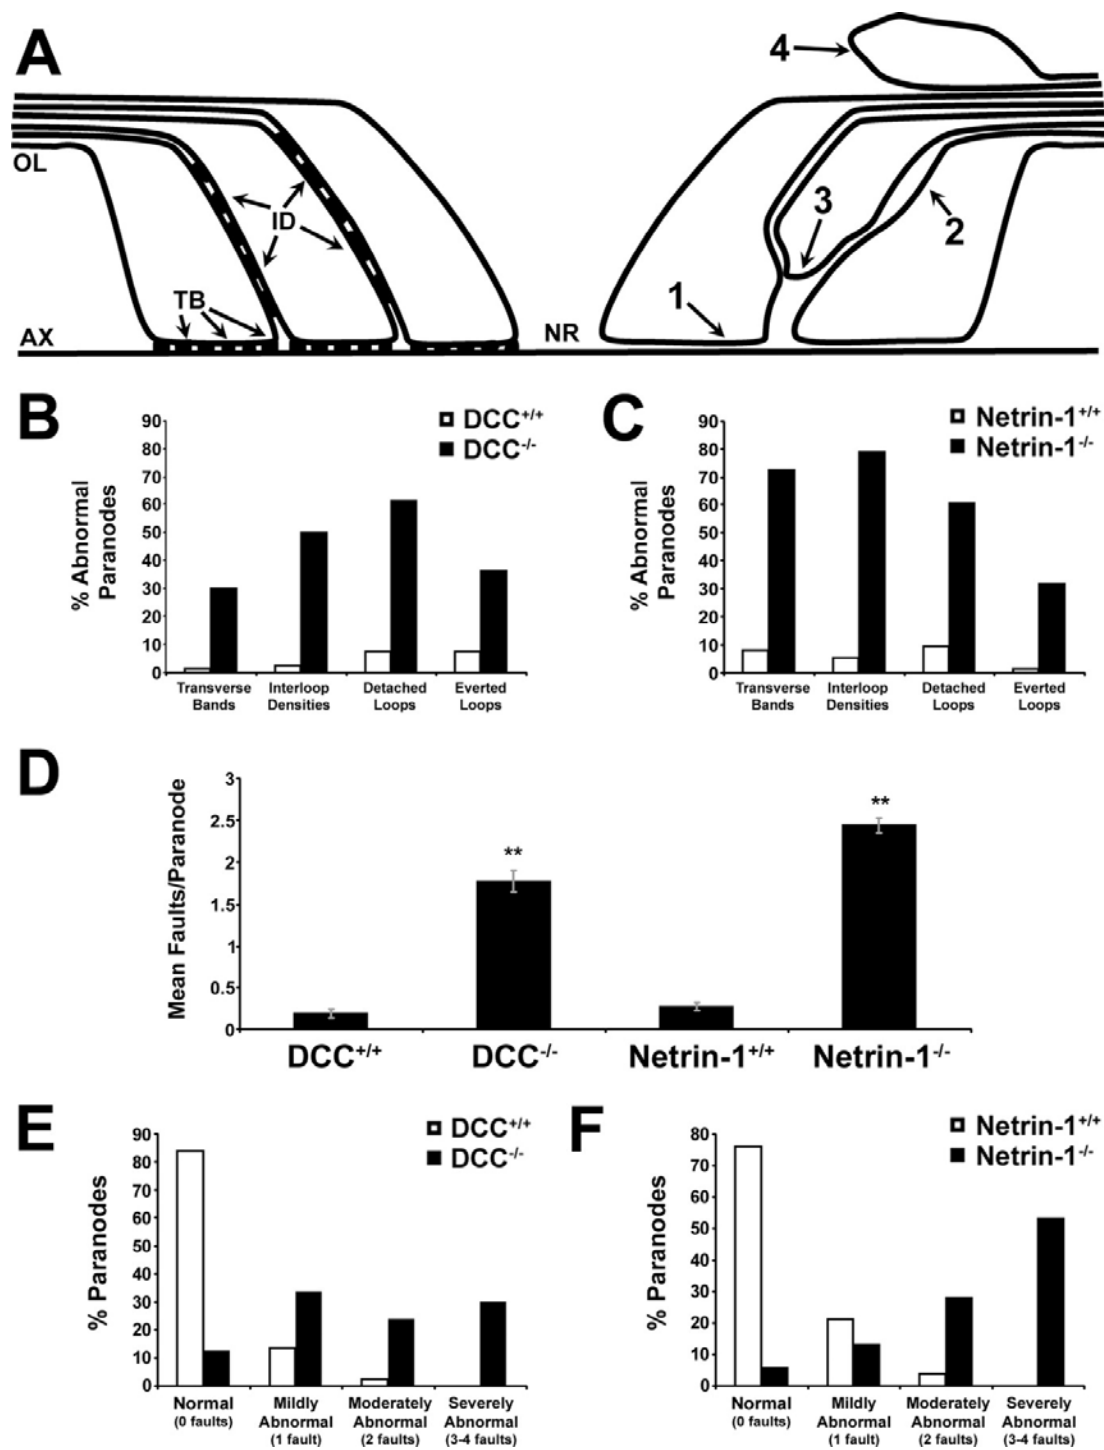 A
OL
ID
TB
AX
NR
1
2
3
4
B
DCC+/+
DCC-/-
% Abnormal
Paranodes
90
80
70
60
50
40
30
20
10
0
Transverse
Bands
Interloop
Densities
Detached
Loops
Everted
Loops
C
Netrin-1+/+
Netrin-1-/-
% Abnormal
Paranodes
90
80
70
60
50
40
30
20
10
0
Transverse
Bands
Interloop
Densities
Detached
Loops
Everted
Loops
D
Mean Faults/Paranode
3
2.5
2
1.5
1
0.5
0
**
**
DCC+/+
DCC-/-
Netrin-1+/+
Netrin-1-/-
E
DCC+/+
DCC-/-
% Paranodes
90
80
70
60
50
40
30
20
10
0
Normal
(0 faults)
Mildly
Abnormal
(1 fault)
Moderately
Abnormal
(2 faults)
Severely
Abnormal
(3-4 faults)
F
Netrin-1+/+
Netrin-1-/-
% Paranodes
80
70
60
50
40
30
20
10
0
Normal
(0 faults)
Mildly
Abnormal
(1 fault)
Moderately
Abnormal
(2 faults)
Severely
Abnormal
(3-4 faults)